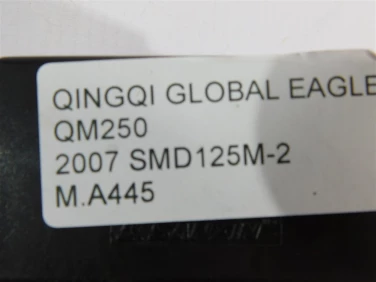 QINGQI GLOBAL EAGLE
QM250
2007 SMD125M-2
M.A445